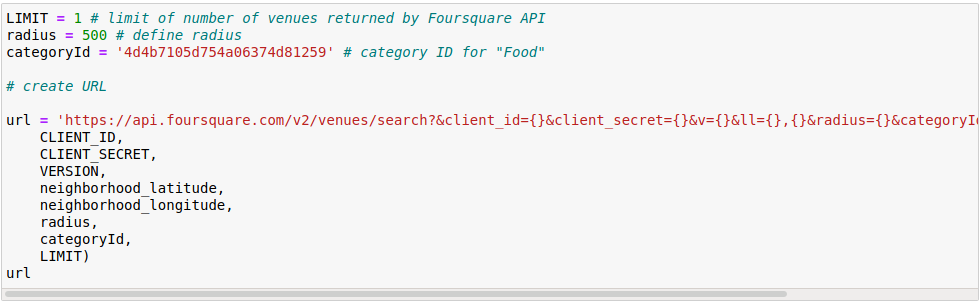 LIMIT = 1 # limit of number of venues returned by Foursquare API
radius = 500 # define radius
categoryId = '4d4b7105d754a06374d81259' # category ID for "Food"
# create URL
url = 'https://api.foursquare.com/v2/venues/search?&client_id={}&client_secret={}&v={}&ll={},{}&radius={}&categoryI
CLIENT_ID,
CLIENT_SECRET,
VERSION,
neighborhood_latitude,
neighborhood_longitude,
radius,
categoryId,
LIMIT)
url